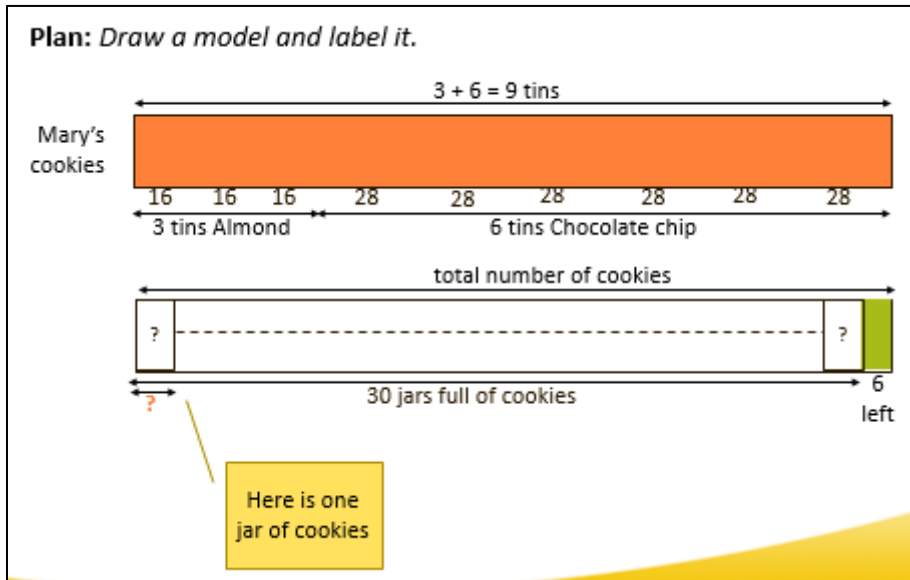 Plan: Draw a model and label it.
3 + 6 = 9 tins
Mary's
cookies
16 16 16 28 28 28 28 28 28
3 tins Almond 6 tins Chocolate chip
total number of cookies
? ?
30 jars full of cookies 6
? left
Here is one
jar of cookies